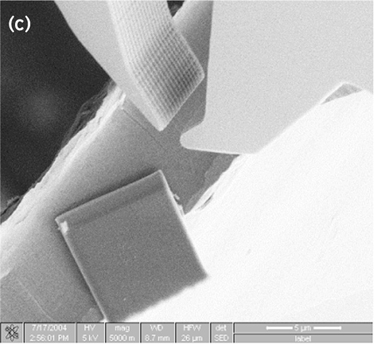 (c)
7/17/2004 HV mag WD HFW det 5 µm
2:56:01 PM 5 kV 5000 m 8.7 mm 26 µm SED label